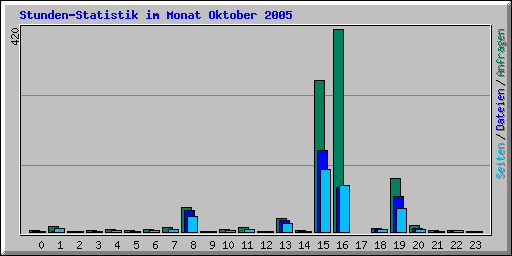 Stunden-Statistik im Monat Oktober 2005
420
Seiten / Dateien / Anfragen
0 1 2 3 4 5 6 7 8 9 10 11 12 13 14 15 16 17 18 19 20 21 22 23